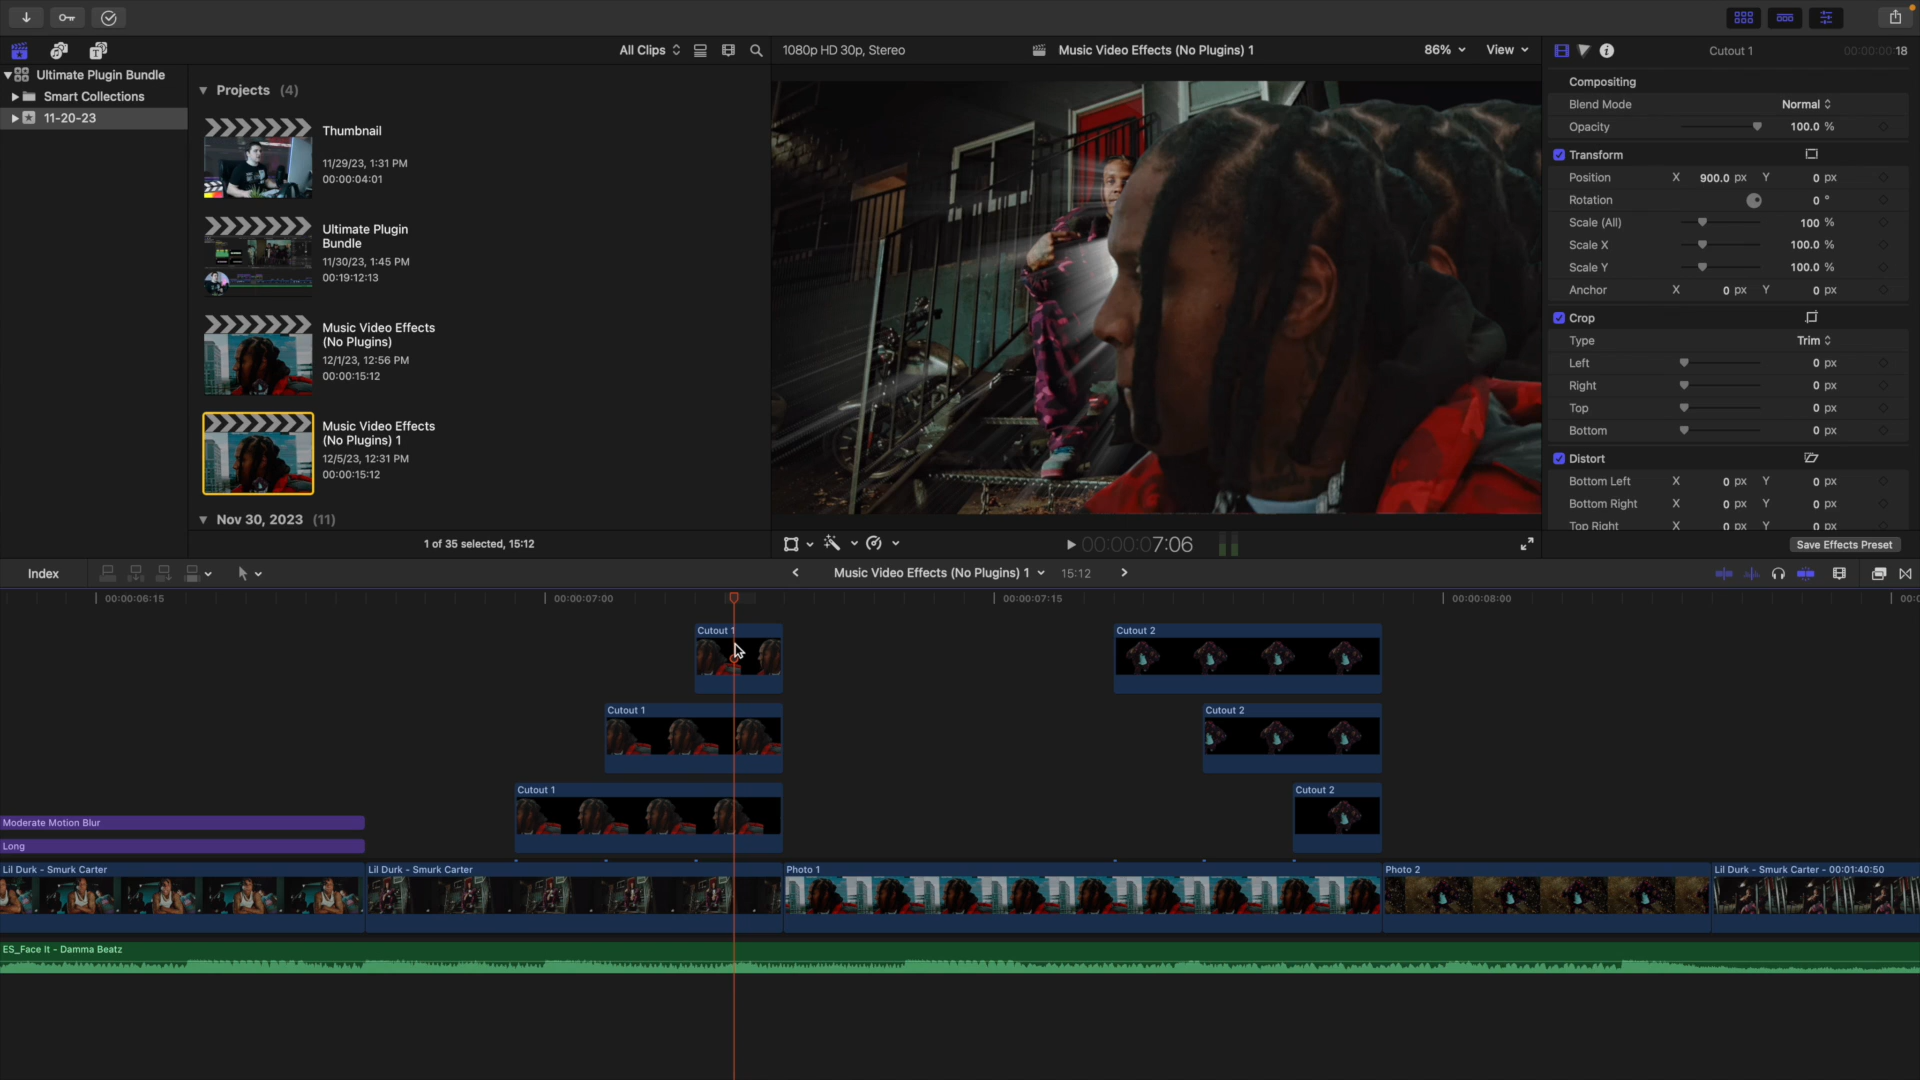 All Clips
1080p HD 30p, Stereo
Music Video Effects (No Plugins) 1
86%
View
Cutout 1
00:00:00:18
Ultimate Plugin Bundle
Smart Collections
11-20-23
Projects (4)
Thumbnail
11/29/23, 1:31 PM
00:00:04:01
Ultimate Plugin
Bundle
11/30/23, 1:45 PM
00:19:12:13
Music Video Effects
(No Plugins)
12/1/23, 12:56 PM
00:00:15:12
Music Video Effects
(No Plugins) 1
12/5/23, 12:31 PM
00:00:15:12
Nov 30, 2023 (11)
1 of 35 selected, 15:12
00:00:07:06
Compositing
Blend Mode Normal
Opacity 100.0 %
Transform
Position X 900.0 px Y 0 px
Rotation 0 °
Scale (All) 100 %
Scale X 100.0 %
Scale Y 100.0 %
Anchor X 0 px Y 0 px
Crop
Type Trim
Left 0 px
Right 0 px
Top 0 px
Bottom 0 px
Distort
Bottom Left X 0 px Y 0 px
Bottom Right X 0 px Y 0 px
Top Right X 0 px Y 0 px
Save Effects Preset
Index
Music Video Effects (No Plugins) 1
15:12
00:00:06:15
00:00:07:00
00:00:07:15
00:00:08:00
Cutout 1
Cutout 2
Cutout 1
Cutout 2
Cutout 1
Cutout 2
Moderate Motion Blur
Long
Lil Durk - Smurk Carter
Lil Durk - Smurk Carter
Photo 1
Photo 2
Lil Durk - Smurk Carter - 00:01:40:50
ES_Face It - Damma Beatz